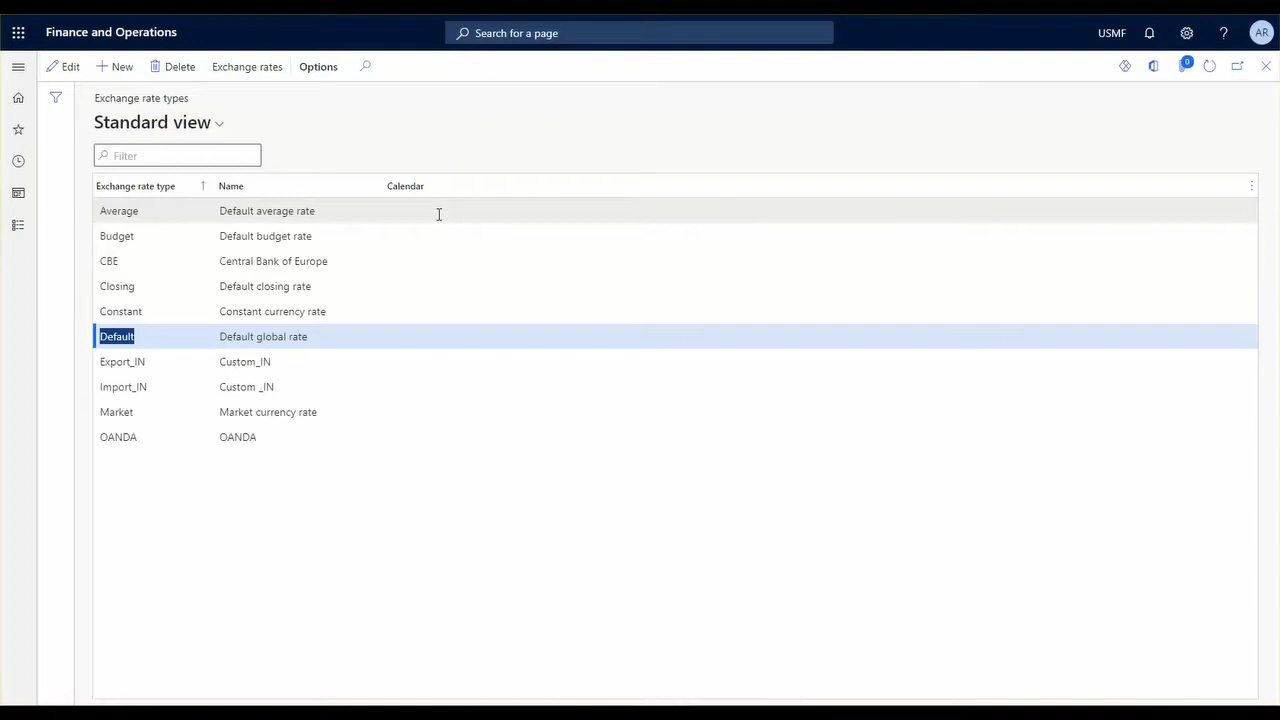 Finance and Operations
Search for a page
USMF
AR
Edit
New
Delete
Exchange rates
Options
0
Exchange rate types
Standard view
Filter
Exchange rate type Name Calendar
Average Default average rate
Budget Default budget rate
CBE Central Bank of Europe
Closing Default closing rate
Constant Constant currency rate
Default Default global rate
Export_IN Custom_IN
Import_IN Custom _IN
Market Market currency rate
OANDA OANDA